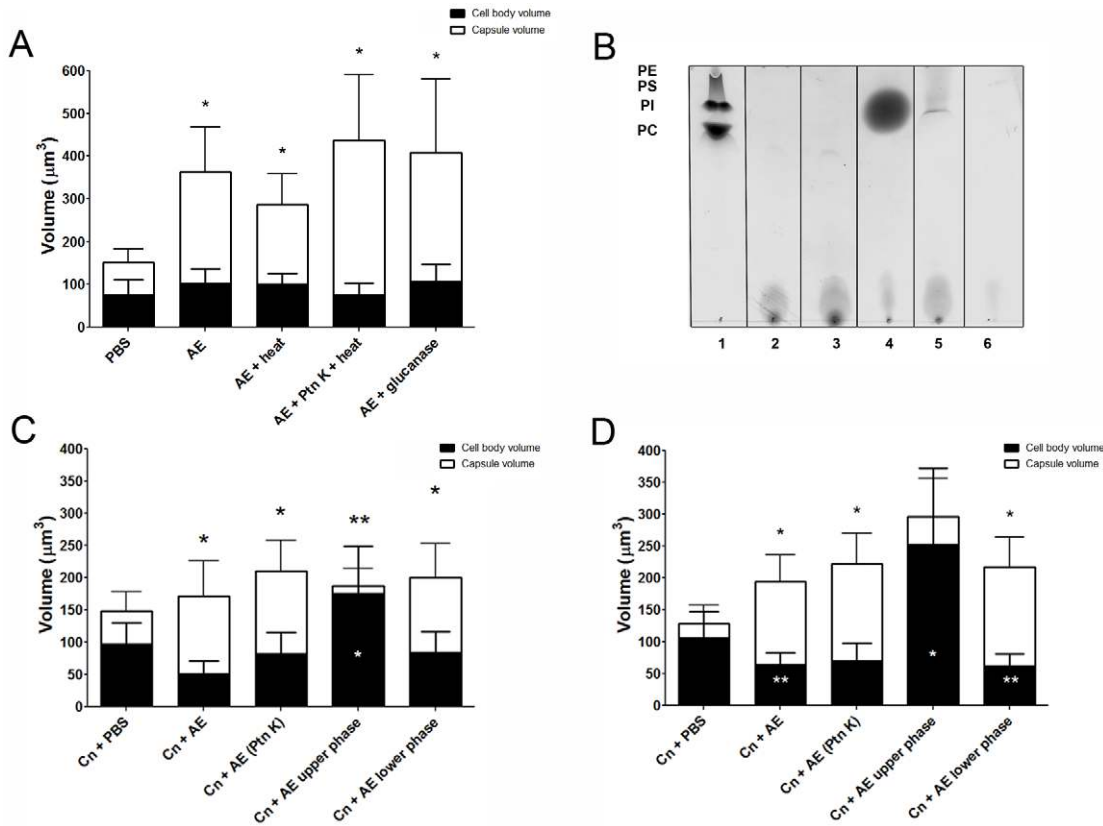 A
Cell body volume
Capsule volume
Volume (µm³)
600
500
400
300
200
100
0
*
*
*
*
PBS
AE
AE + heat
AE + Ptn K + heat
AE + glucanase
B
PE
PS
PI
PC
1 2 3 4 5 6
C
Cell body volume
Capsule volume
Volume (µm³)
400
350
300
250
200
150
100
50
0
*
*
**
*
*
Cn + PBS
Cn + AE
Cn + AE (Ptn K)
Cn + AE upper phase
Cn + AE lower phase
D
Cell body volume
Capsule volume
Volume (µm³)
400
350
300
250
200
150
100
50
0
*
*
*
**
*
**
Cn + PBS
Cn + AE
Cn + AE (Ptn K)
Cn + AE upper phase
Cn + AE lower phase